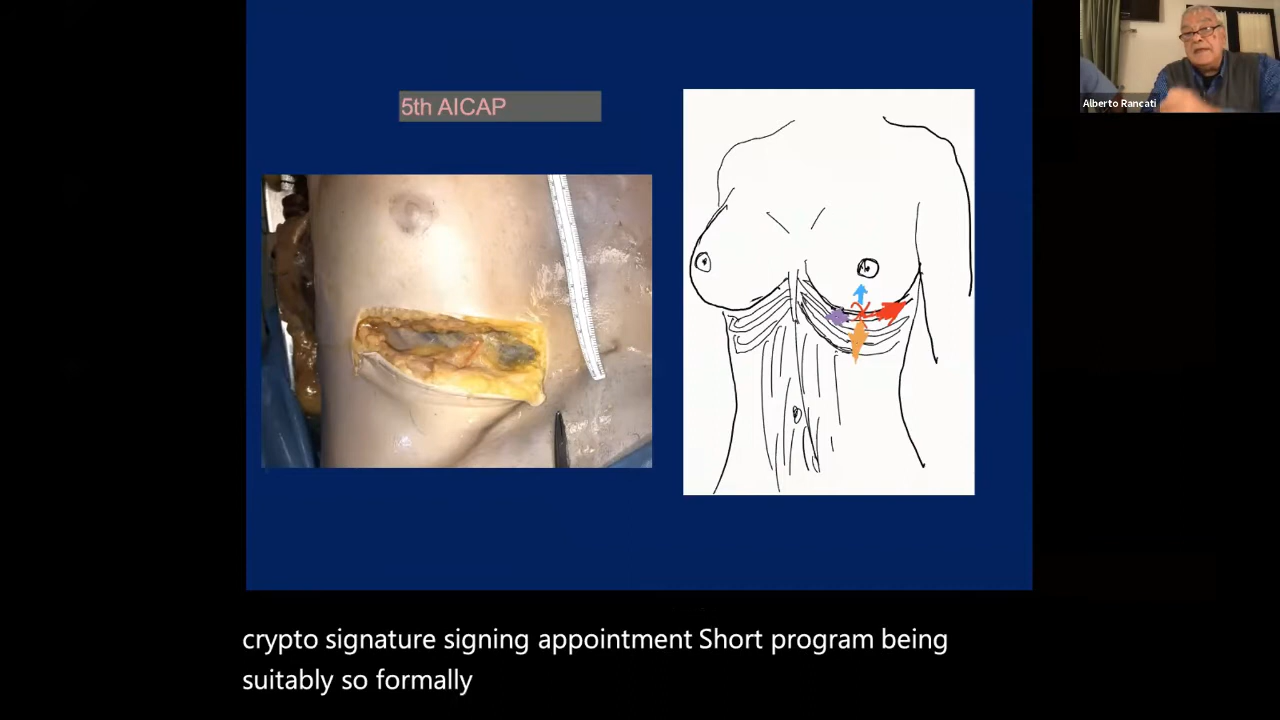 5th AICAP
Alberto Rancati
crypto signature signing appointment Short program being
suitably so formally